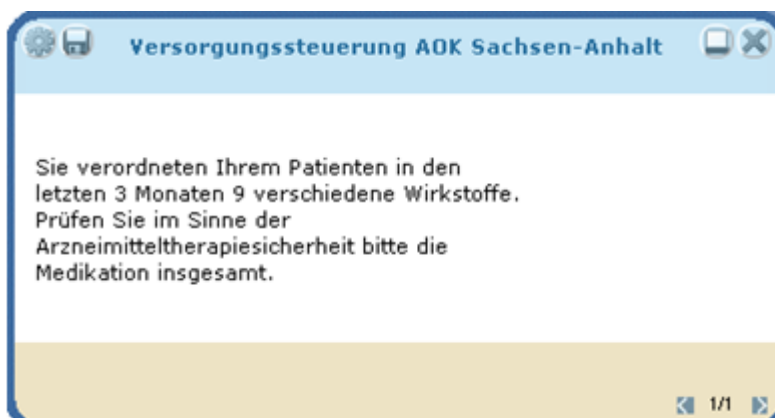 Versorgungssteuerung AOK Sachsen-Anhalt
Sie verordneten Ihrem Patienten in den
letzten 3 Monaten 9 verschiedene Wirkstoffe.
Prüfen Sie im Sinne der
Arzneimitteltherapiesicherheit bitte die
Medikation insgesamt.
1/1